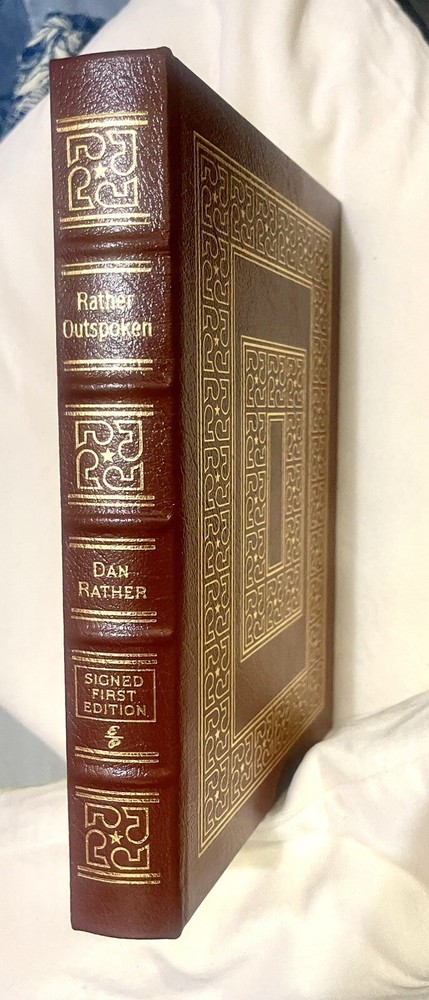 Rather
Outspoken
DAN
RATHER
SIGNED
FIRST
EDITION